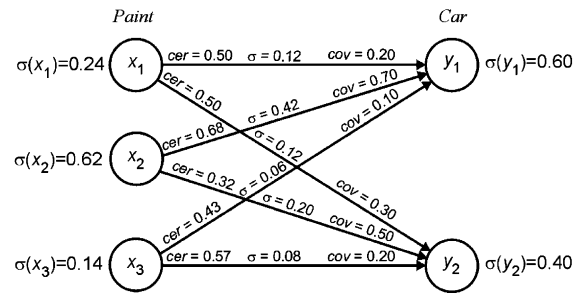 Paint Car
σ(x1)=0.24 x1 cer = 0.50 σ = 0.12 cov = 0.20 y1 σ(y1)=0.60
cer = 0.50 σ = 0.12 cov = 0.30
σ(x2)=0.62 x2 cer = 0.68 σ = 0.42 cov = 0.70
cer = 0.32 σ = 0.20 cov = 0.50
cer = 0.43 σ = 0.06 cov = 0.10
σ(x3)=0.14 x3 cer = 0.57 σ = 0.08 cov = 0.20 y2 σ(y2)=0.40